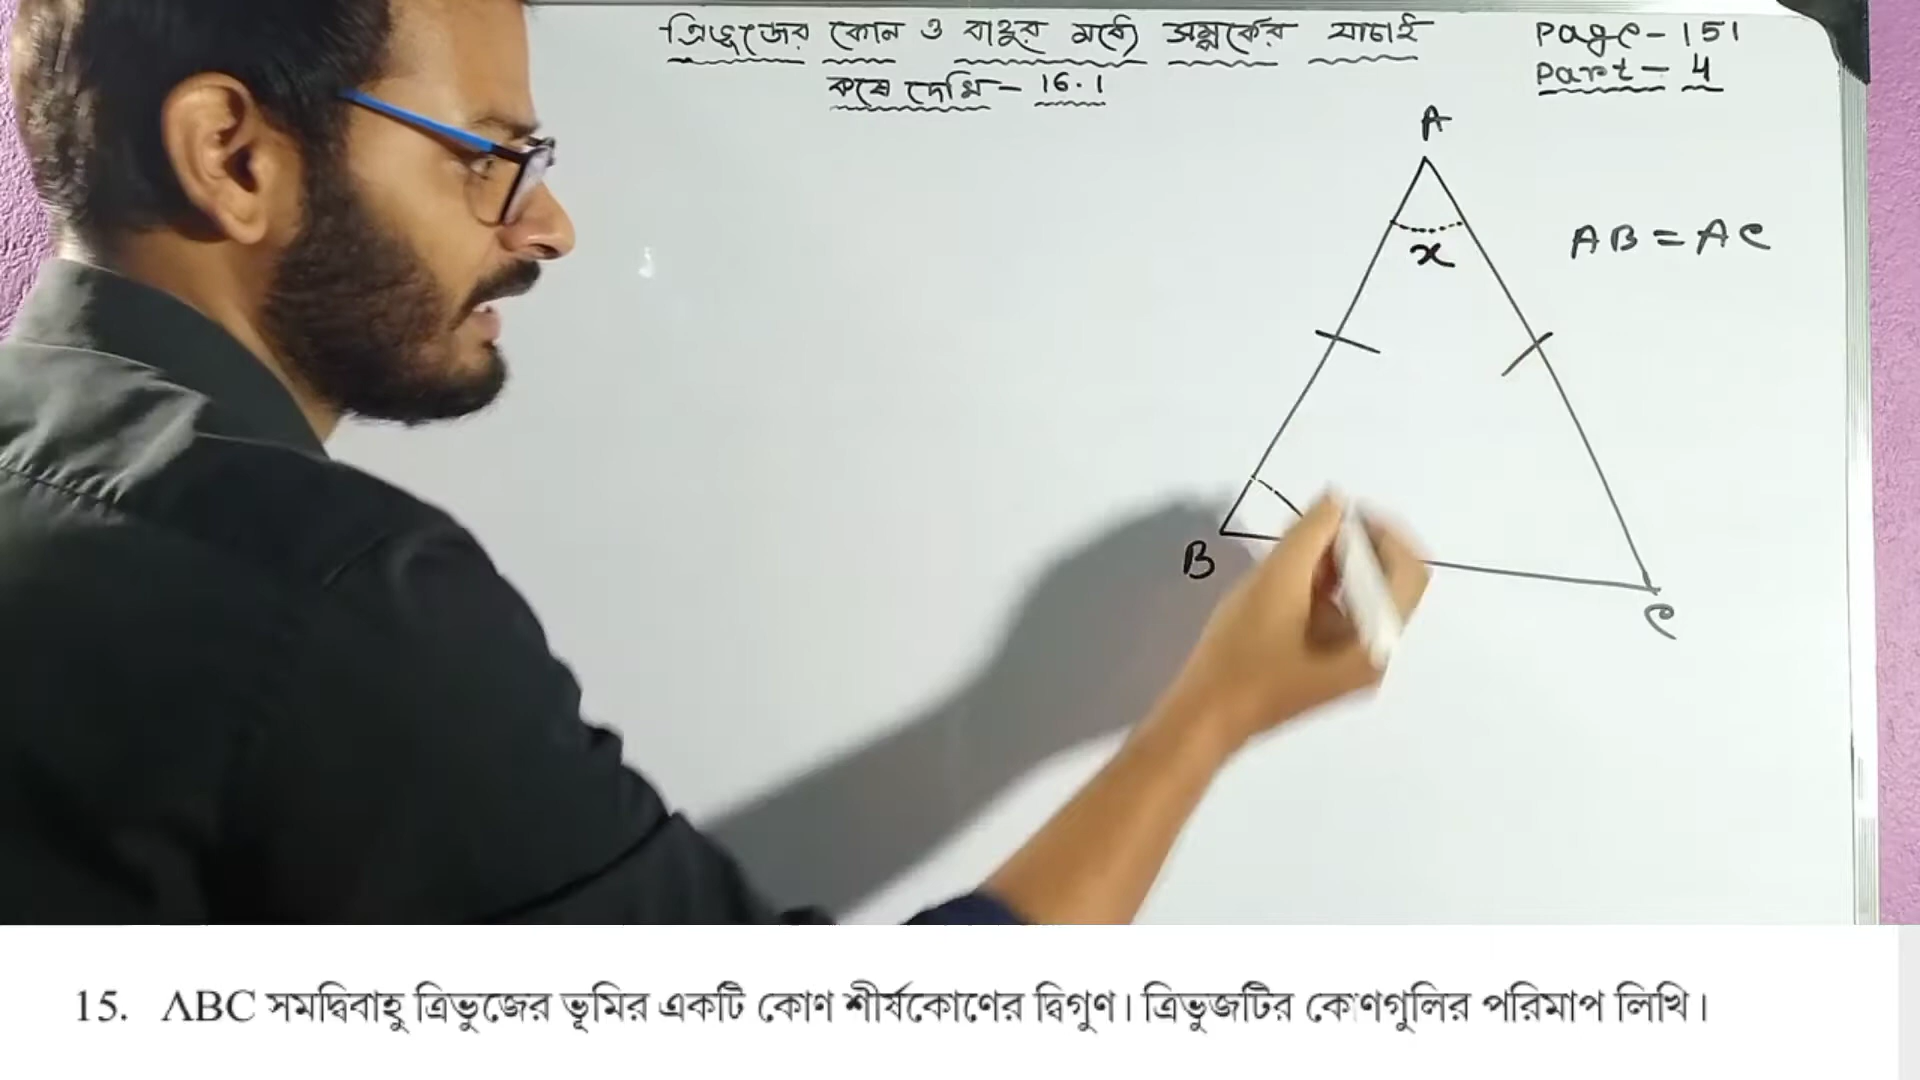 ত্রিভুজের কোন ও বাহুর মধ্যে সম্পর্কের যাচাই
কষে দেখি - 16.1
Page - 151
Part - 4
A
AB = AC
x
B
C
15. ABC সমদ্বিবাহু ত্রিভুজের ভূমির একটি কোণ শীর্ষকোণের দ্বিগুণ। ত্রিভুজটির কোণগুলির পরিমাপ লিখি।